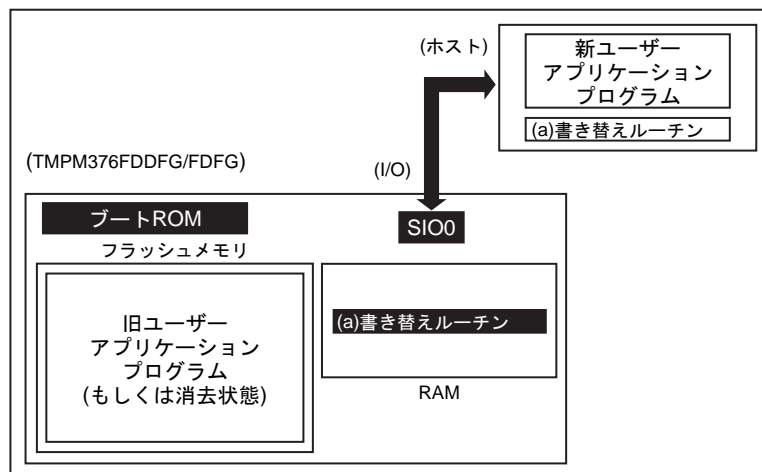 (ホスト)
新ユーザー
アプリケーション
プログラム
(a)書き替えルーチン
(TMPM376FDDFG/FDFG)
(I/O)
ブートROM
SIO0
フラッシュメモリ
旧ユーザー
アプリケーション
プログラム
(もしくは消去状態)
(a)書き替えルーチン
RAM